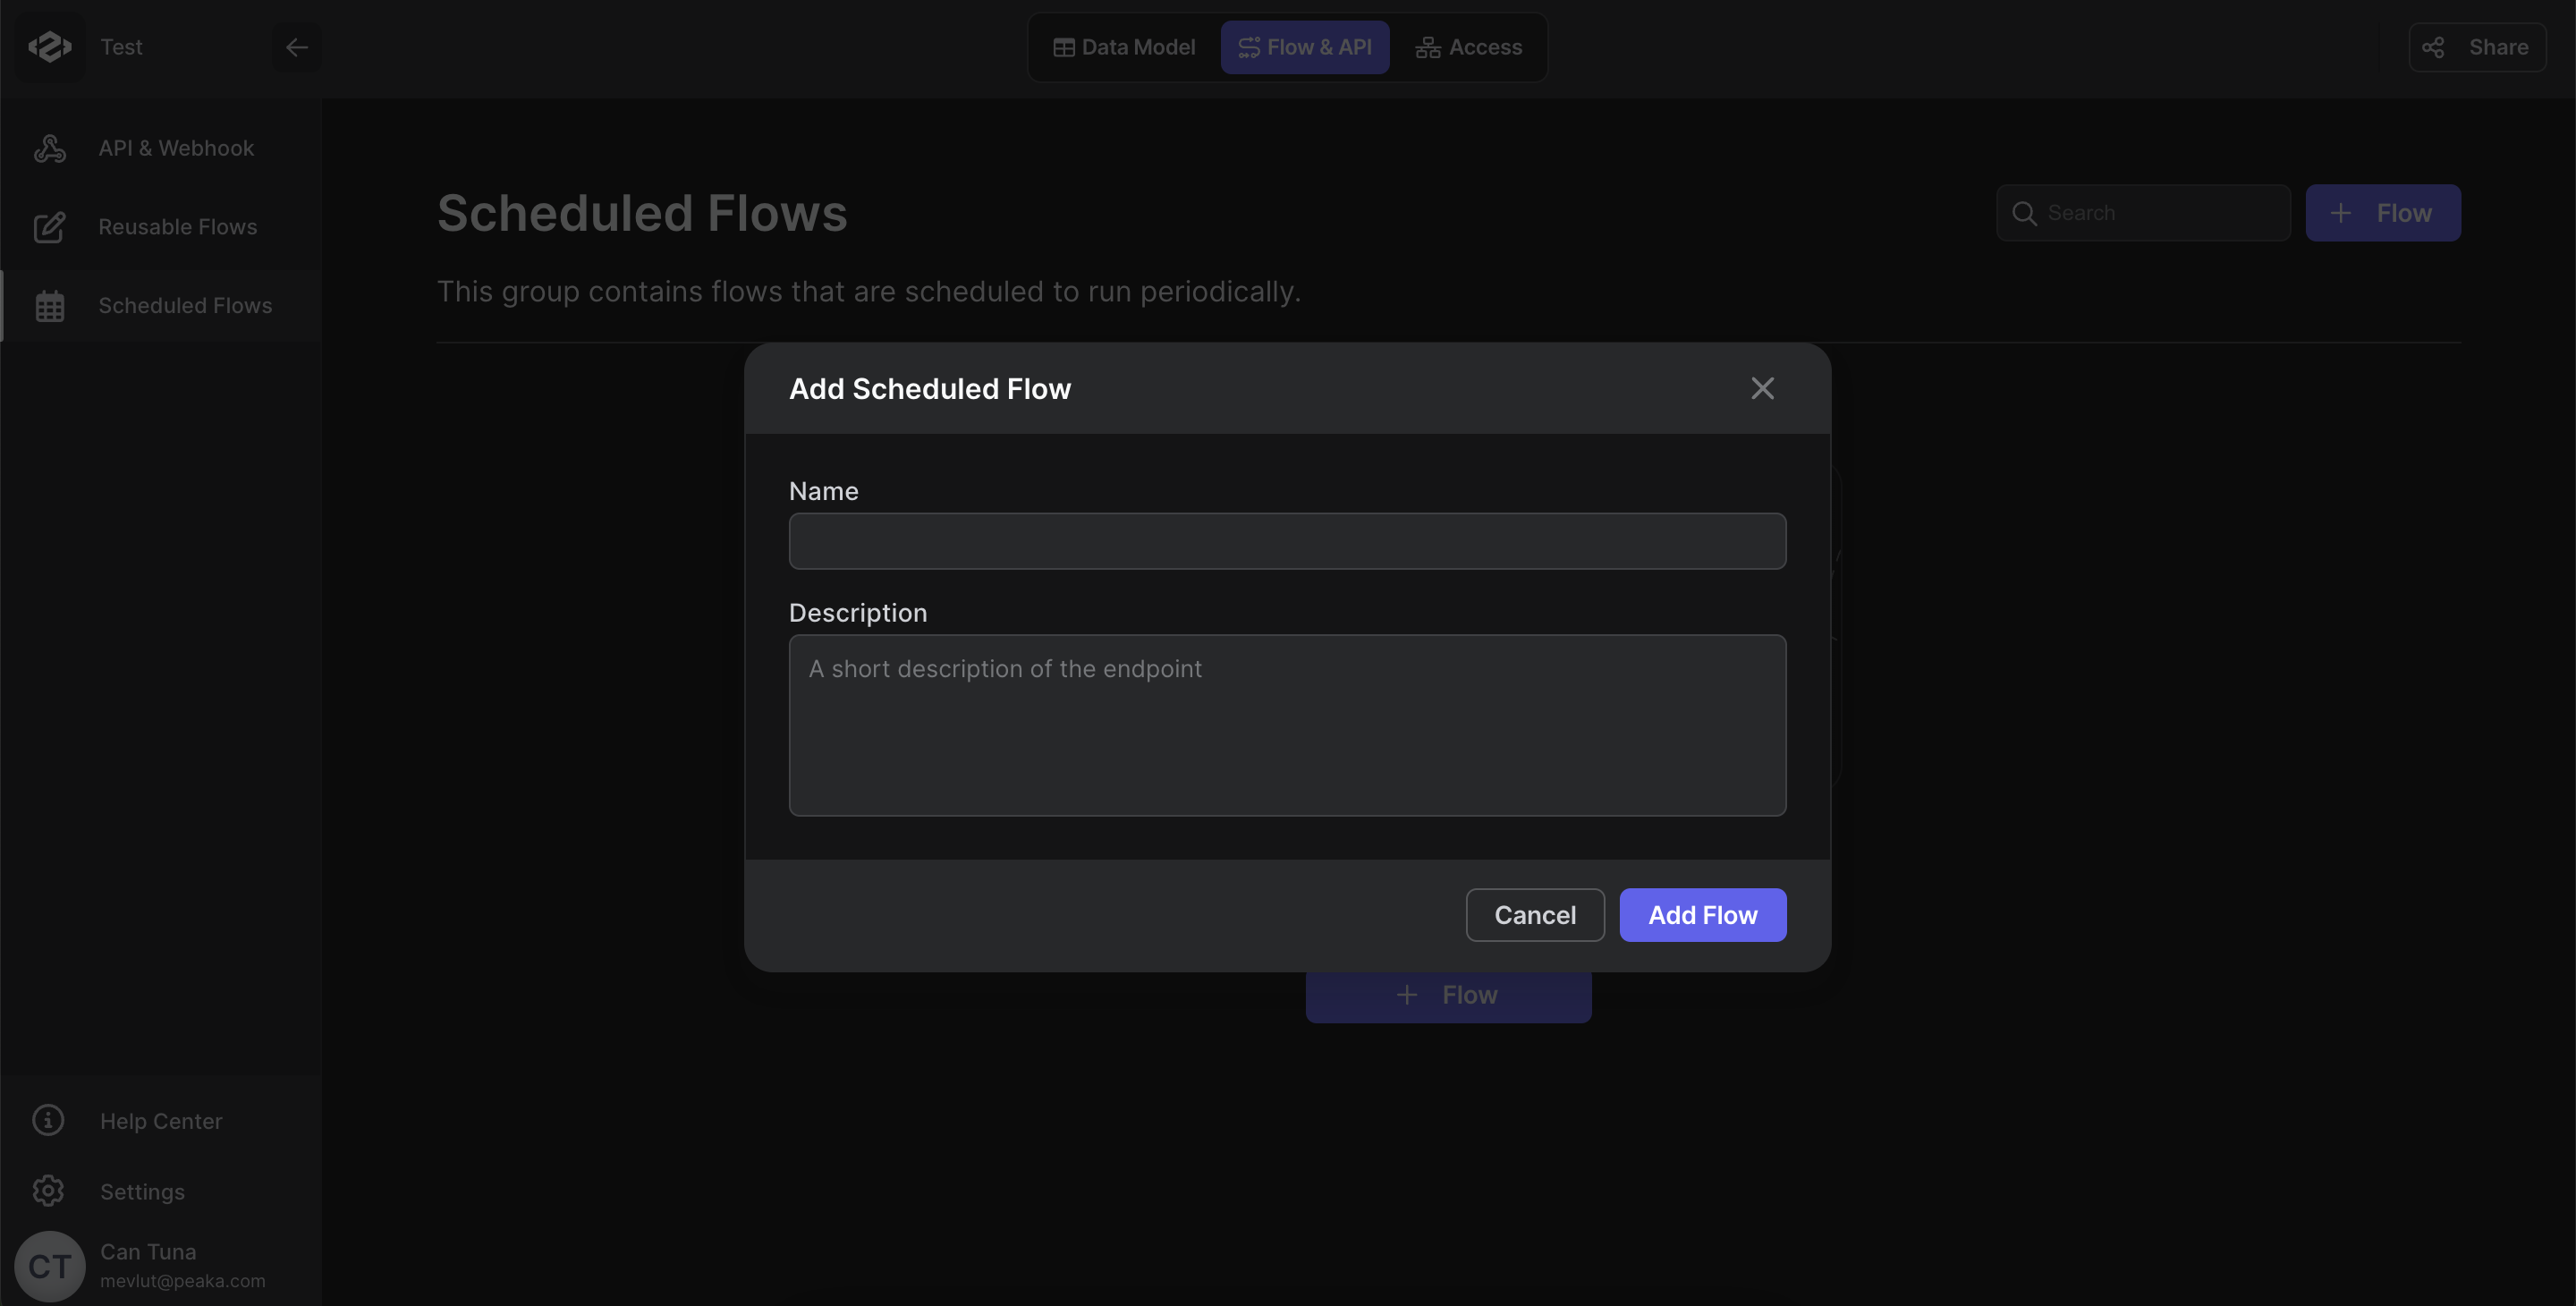 Test
Data Model
Flow & API
Access
Share
API & Webhook
Reusable Flows
Scheduled Flows
Scheduled Flows
Search
Flow
This group contains flows that are scheduled to run periodically.
Add Scheduled Flow
Name
Description
A short description of the endpoint
Cancel
Add Flow
Flow
Help Center
Settings
CT
Can Tuna
mevlut@peaka.com